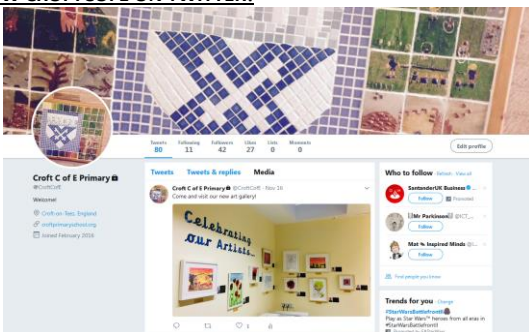 Tweets Following Followers Likes Lists Moments
80 11 42 27 0 0
Edit profile
Croft C of E Primary
@CroftCofE
Welcome!
Croft-on-Tees, England
croftprimaryschool.org
Joined February 2016
Tweets Tweets & replies Media
Croft C of E Primary @CroftCofE · Nov 16
Come and visit our new art gallery!
Celebrating
our Artists...
1
Who to follow · Refresh · View all
SantanderUK Business
Follow Promoted
Mr Parkinson @ICT_
Follow
Mat & Inspired Minds
Follow
Find people you know
Trends for you · Change
#StarWarsBattlefrontII
Play as Star Wars™ heroes from all eras in
#StarWarsBattlefrontII